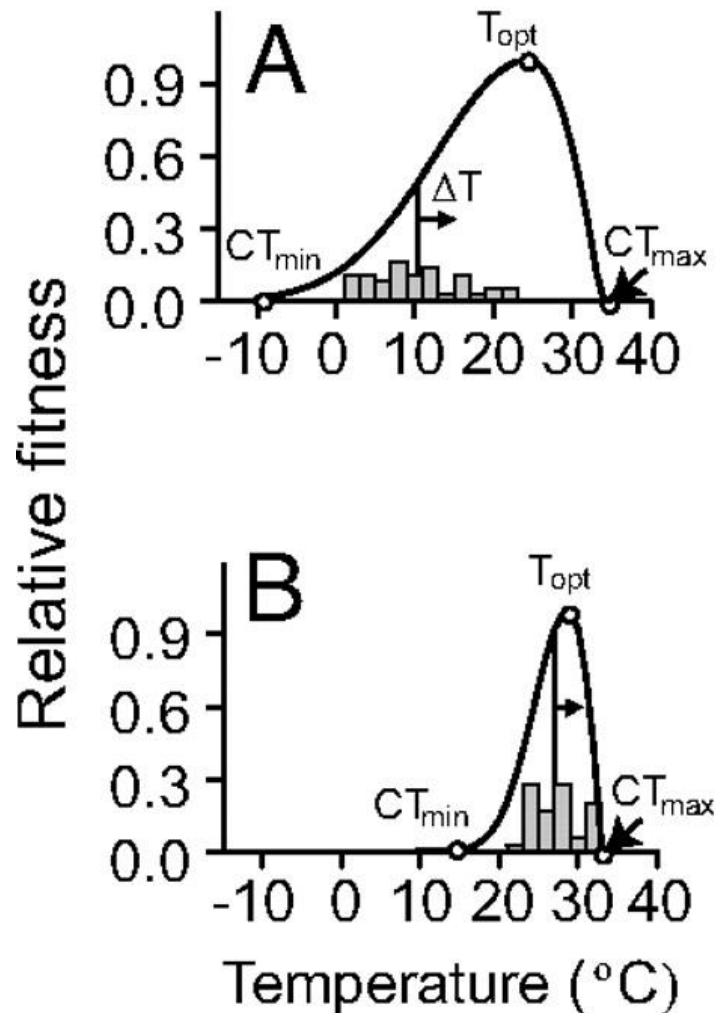 A
T_opt
0.9
0.6
ΔT
0.3
CT_min
CT_max
0.0
-10 0 10 20 30 40
Relative fitness
B
T_opt
0.9
0.6
0.3
CT_min
CT_max
0.0
-10 0 10 20 30 40
Temperature (°C)